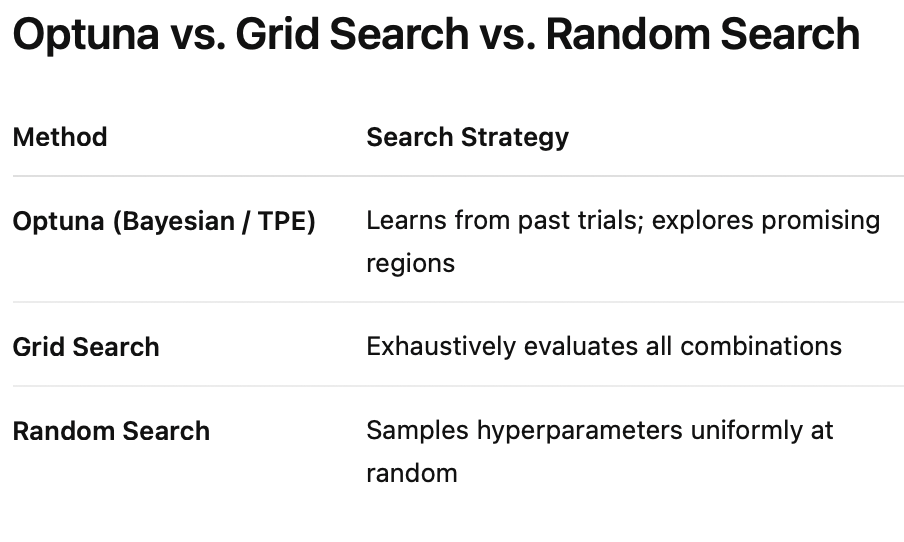 Optuna vs. Grid Search vs. Random Search
Method Search Strategy
Optuna (Bayesian / TPE) Learns from past trials; explores promising
regions
Grid Search Exhaustively evaluates all combinations
Random Search Samples hyperparameters uniformly at
random